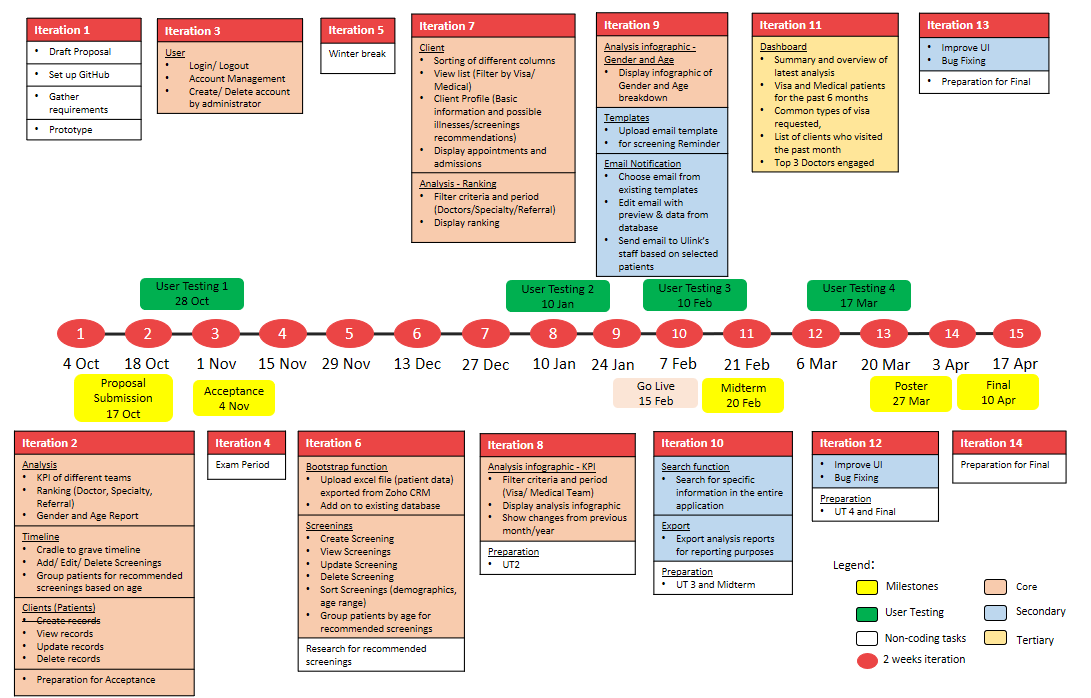 Iteration 1
Draft Proposal
Set up GitHub
Gather
requirements
Prototype
Iteration 3
User
Login/ Logout
Account Management
Create/ Delete account
by administrator
Iteration 5
Winter break
Iteration 7
Client
Sorting of different columns
View list (Filter by Visa/
Medical)
Client Profile (Basic
information and possible
illnesses/screenings
recommendations)
Display appointments and
admissions
Analysis - Ranking
Filter criteria and period
(Doctors/Specialty/Referral)
Display ranking
Iteration 9
Analysis infographic -
Gender and Age
Display infographic of
Gender and Age
breakdown
Templates
Upload email template
for screening Reminder
Email Notification
Choose email from
existing templates
Edit email with
preview & data from
database
Send email to Ulink's
staff based on selected
patients
Iteration 11
Dashboard
Summary and overview of
latest analysis
Visa and Medical patients
for the past 6 months
Common types of visa
requested,
List of clients who visited
the past month
Top 3 Doctors engaged
Iteration 13
Improve UI
Bug Fixing
Preparation for Final
User Testing 1
28 Oct
User Testing 2
10 Jan
User Testing 3
10 Feb
User Testing 4
17 Mar
1 2 3 4 5 6 7 8 9 10 11 12 13 14 15
4 Oct 18 Oct 1 Nov 15 Nov 29 Nov 13 Dec 27 Dec 10 Jan 24 Jan 7 Feb 21 Feb 6 Mar 20 Mar 3 Apr 17 Apr
Proposal
Submission
17 Oct
Acceptance
4 Nov
Go Live
15 Feb
Midterm
20 Feb
Poster
27 Mar
Final
10 Apr
Iteration 2
Analysis
KPI of different teams
Ranking (Doctor, Specialty,
Referral)
Gender and Age Report
Timeline
Cradle to grave timeline
Add/ Edit/ Delete Screenings
Group patients for recommended
screenings based on age
Clients (Patients)
Create records
View records
Update records
Delete records
Preparation for Acceptance
Iteration 4
Exam Period
Iteration 6
Bootstrap function
Upload excel file (patient data)
exported from Zoho CRM
Add on to existing database
Screenings
Create Screening
View Screenings
Update Screening
Delete Screening
Sort Screenings (demographics,
age range)
Group patients by age for
recommended screenings
Research for recommended
screenings
Iteration 8
Analysis infographic - KPI
Filter criteria and period
(Visa/ Medical Team)
Display analysis infographic
Show changes from previous
month/year
Preparation
UT2
Iteration 10
Search function
Search for specific
information in the entire
application
Export
Export analysis reports
for reporting purposes
Preparation
UT 3 and Midterm
Iteration 12
Improve UI
Bug Fixing
Preparation
UT 4 and Final
Iteration 14
Preparation for Final
Legend:
Milestones
Core
User Testing
Secondary
Non-coding tasks
Tertiary
2 weeks iteration